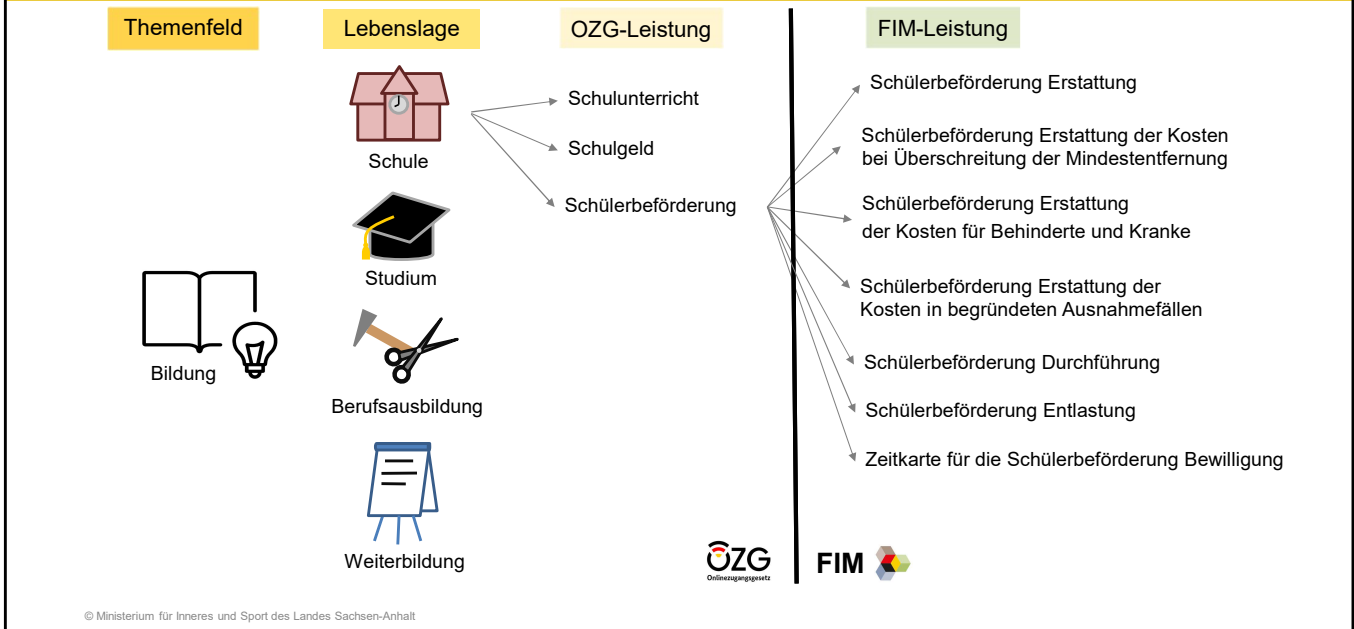 Themenfeld
Lebenslage
OZG-Leistung
FIM-Leistung
Bildung
Schule
Studium
Berufsausbildung
Weiterbildung
Schulunterricht
Schulgeld
Schülerbeförderung
Schülerbeförderung Erstattung
Schülerbeförderung Erstattung der Kosten
bei Überschreitung der Mindestentfernung
Schülerbeförderung Erstattung
der Kosten für Behinderte und Kranke
Schülerbeförderung Erstattung der
Kosten in begründeten Ausnahmefällen
Schülerbeförderung Durchführung
Schülerbeförderung Entlastung
Zeitkarte für die Schülerbeförderung Bewilligung
OZG
Onlinezugangsgesetz
FIM
© Ministerium für Inneres und Sport des Landes Sachsen-Anhalt